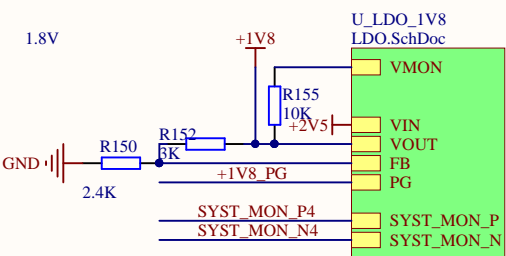 U_LDO_1V8
1.8V
+1V8
LDO.SchDoc
VMON
R155
10K
+2V5
VIN
R152
VOUT
R150
3K
GND
FB
+1V8_PG
PG
2.4K
SYST_MON_P4
SYST_MON_P
SYST_MON_N4
SYST_MON_N